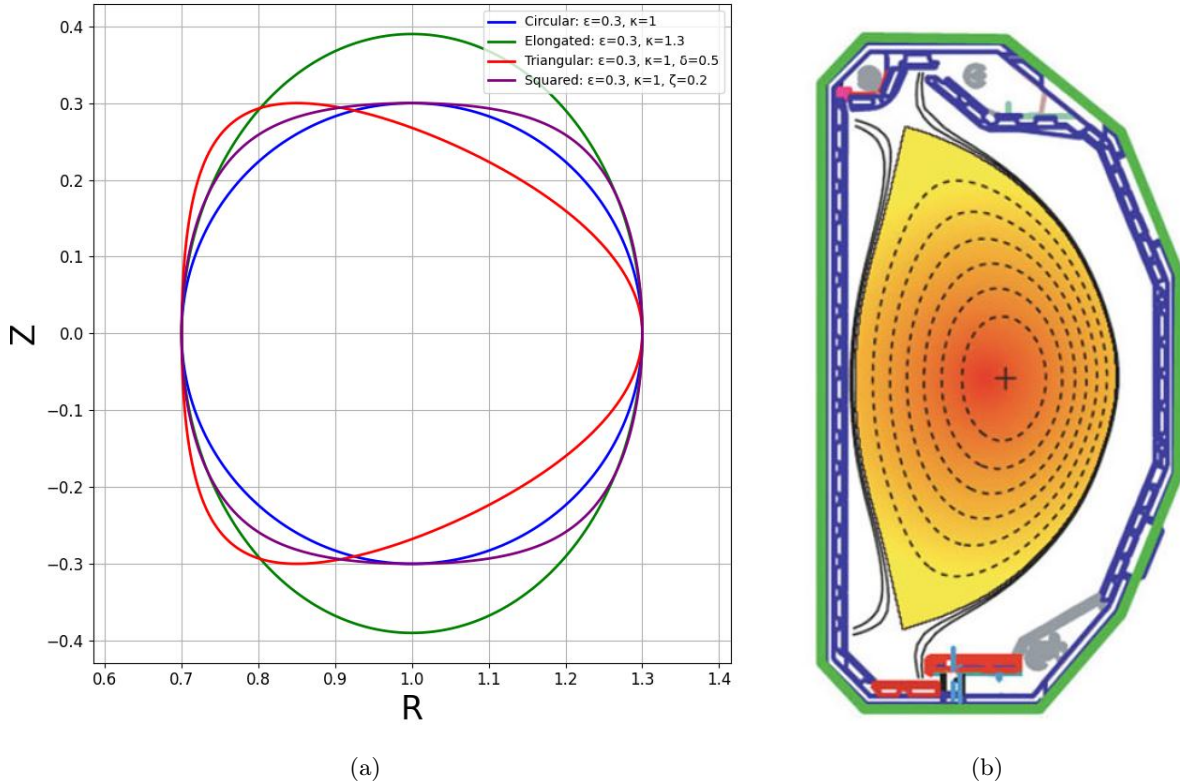 Circular: ε=0.3, κ=1
Elongated: ε=0.3, κ=1.3
Triangular: ε=0.3, κ=1, δ=0.5
Squared: ε=0.3, κ=1, ζ=0.2
0.4
0.3
0.2
0.1
0.0
−0.1
−0.2
−0.3
−0.4
Z
0.6 0.7 0.8 0.9 1.0 1.1 1.2 1.3 1.4
R
(a) (b)